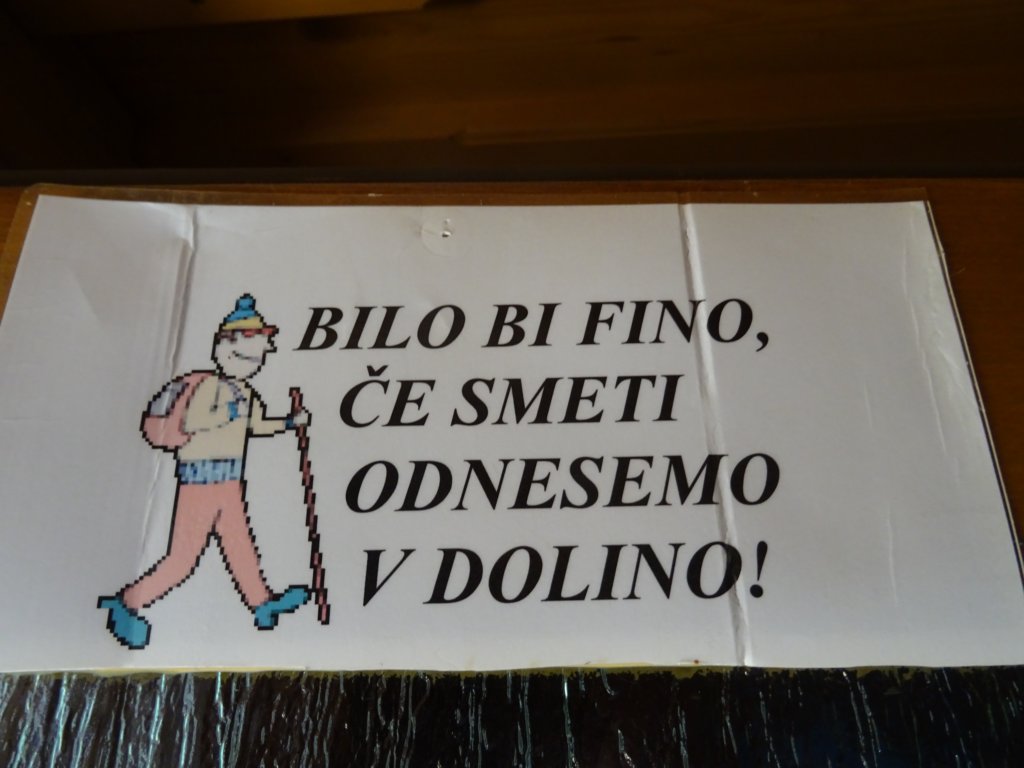 BILO BI FINO,
ČE SMETI
ODNESEMO
V DOLINO!